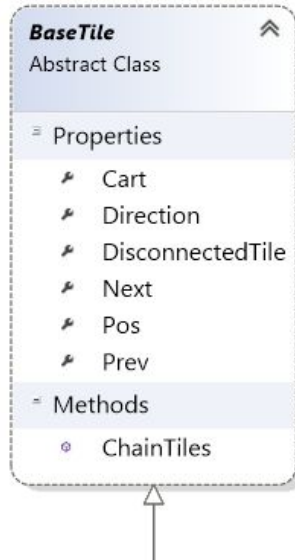 BaseTile
Abstract Class
Properties
Cart
Direction
DisconnectedTile
Next
Pos
Prev
Methods
ChainTiles